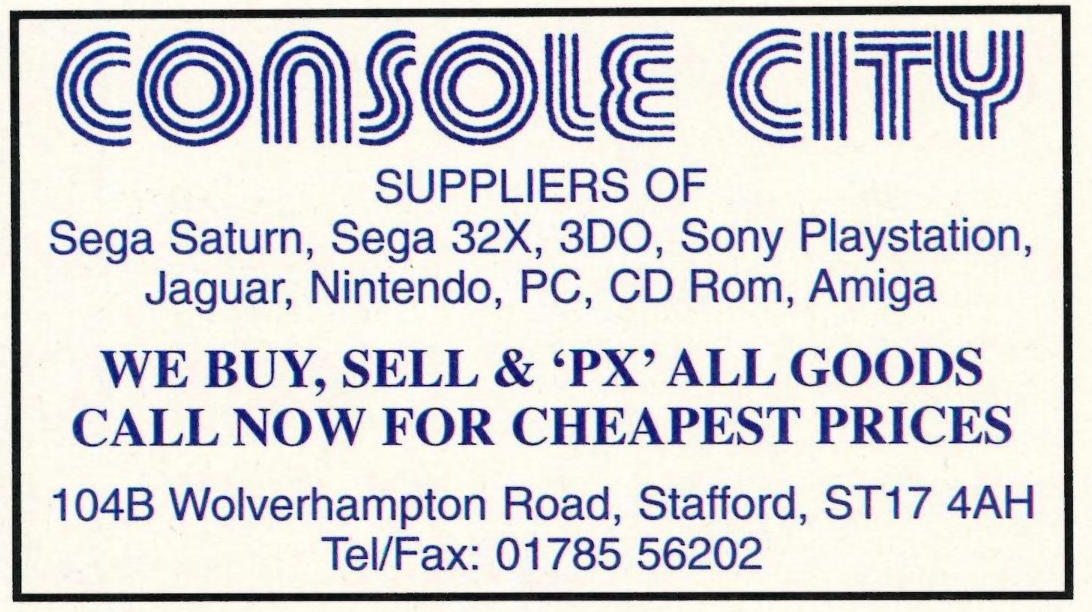 CONSOLE CITY
SUPPLIERS OF
Sega Saturn, Sega 32X, 3DO, Sony Playstation,
Jaguar, Nintendo, PC, CD Rom, Amiga
WE BUY, SELL & ‘PX’ ALL GOODS
CALL NOW FOR CHEAPEST PRICES
104B Wolverhampton Road, Stafford, ST17 4AH
Tel/Fax: 01785 56202